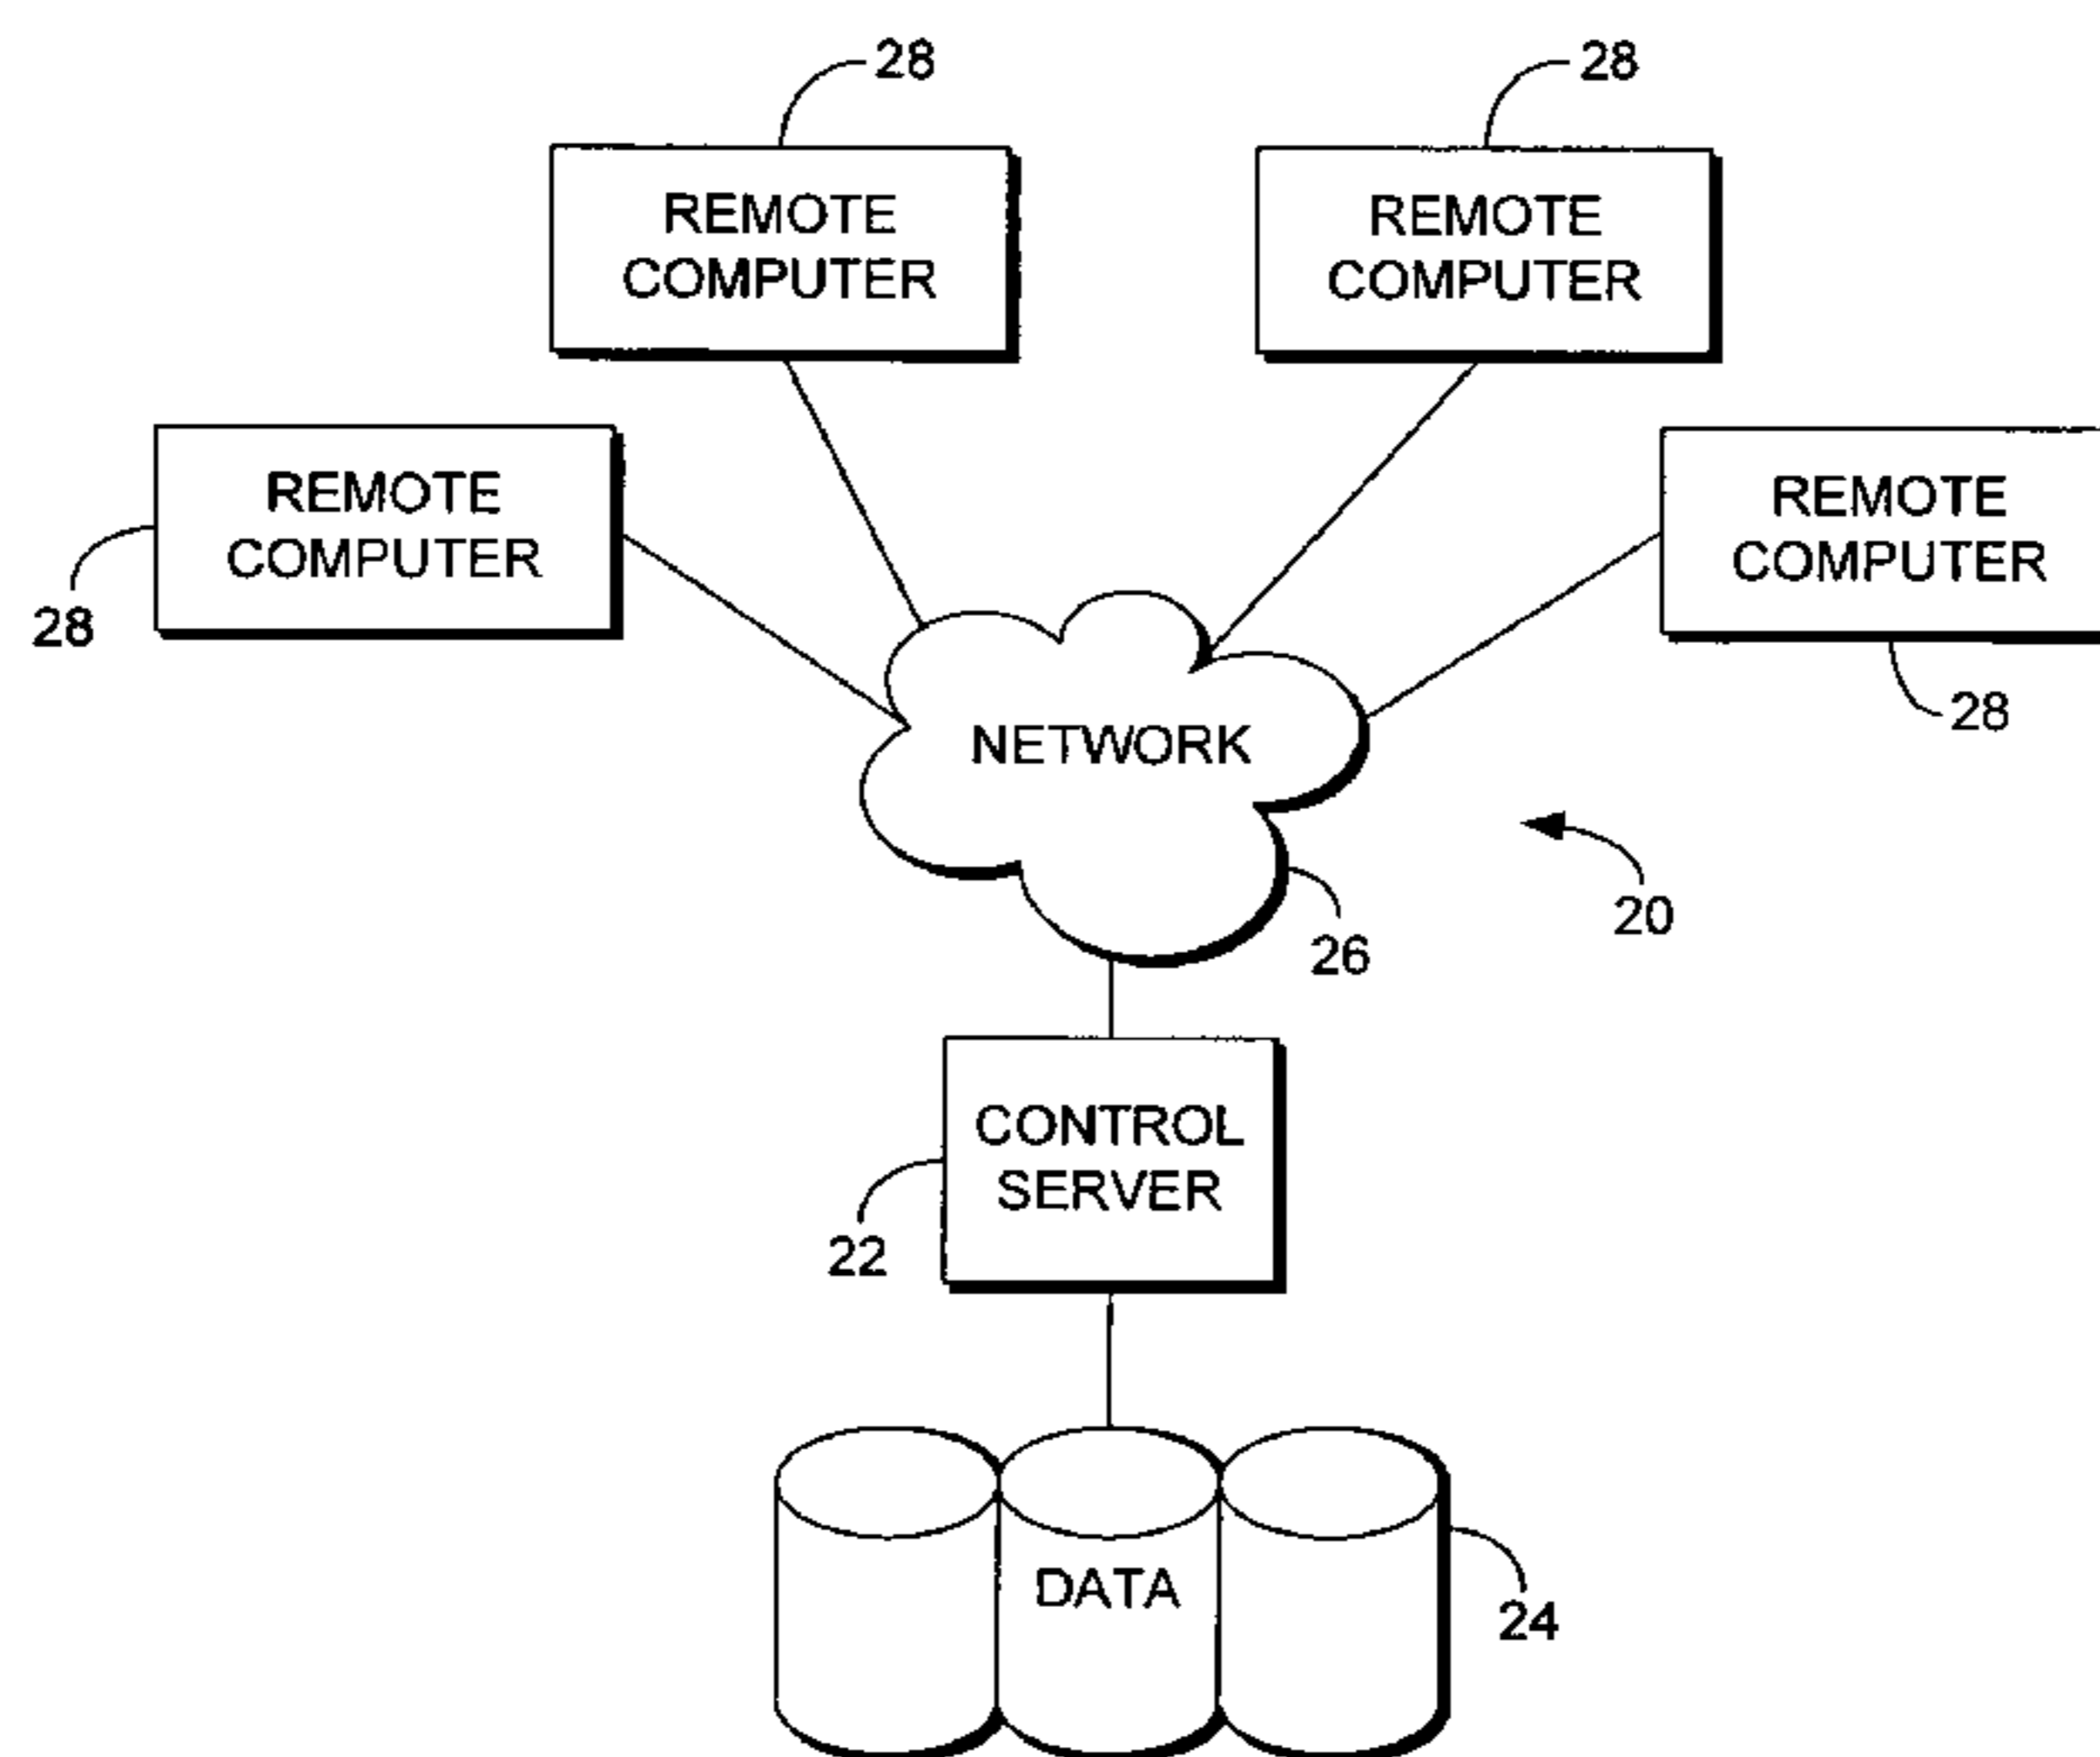 28
28
REMOTE
COMPUTER
REMOTE
COMPUTER
REMOTE
COMPUTER
REMOTE
COMPUTER
28
28
NETWORK
20
26
CONTROL
SERVER
22
DATA
24